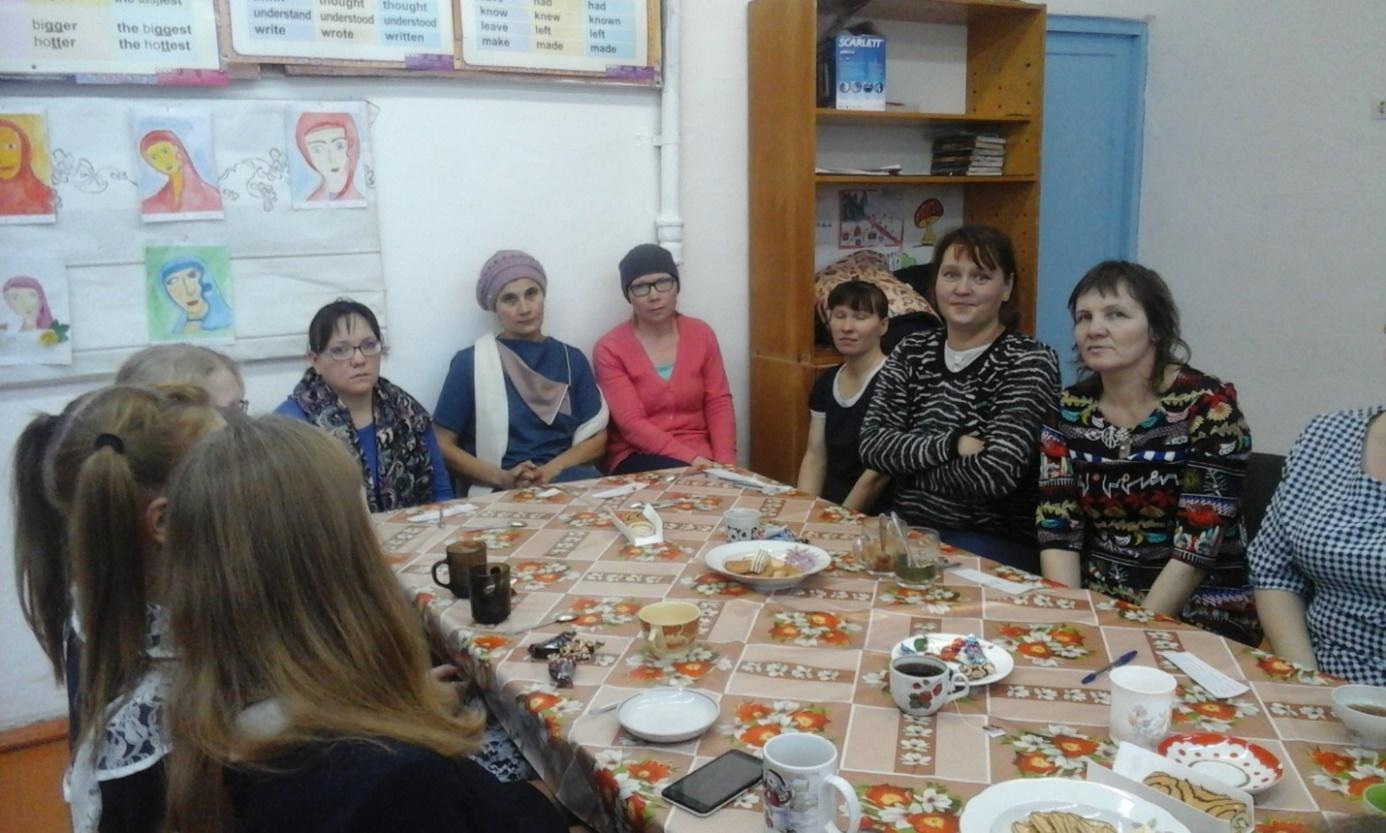 the biggest
bigger
hotter the hottest
thought thought
understand understood understood
write wrote written
had had
know knew known
leave left left
make made made
SCARLETT